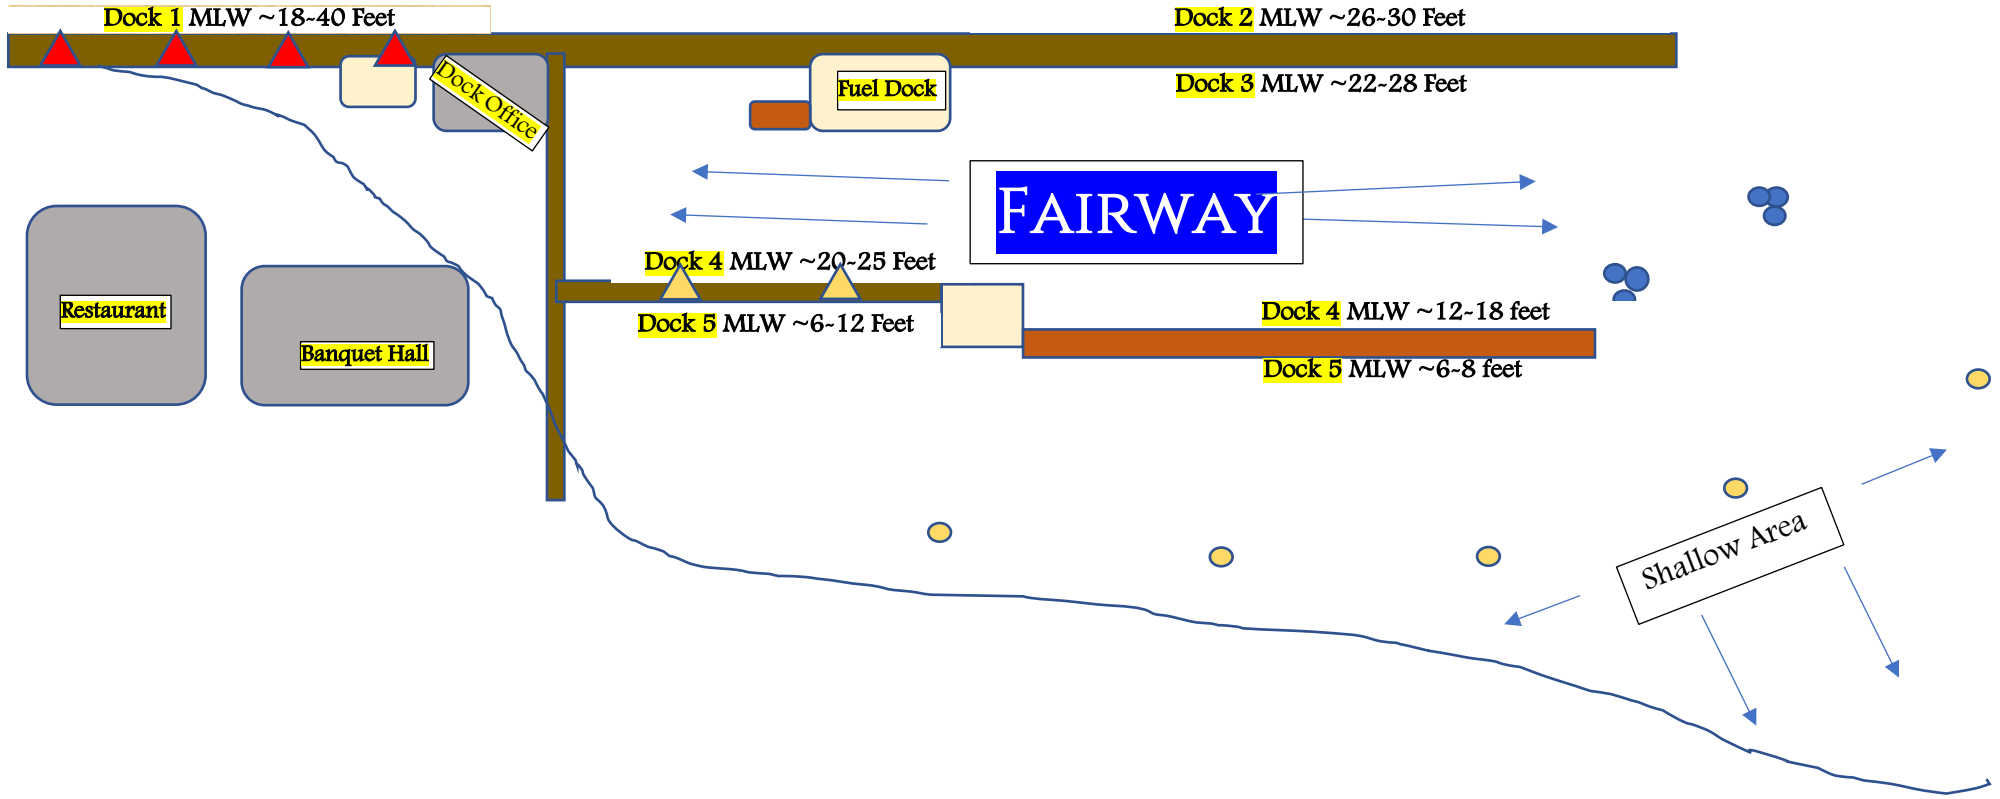 Dock 1 MLW ~18-40 Feet
Dock 2 MLW ~26-30 Feet
Dock Office
Fuel Dock
Dock 3 MLW ~22-28 Feet
Fairway
Dock 4 MLW ~20-25 Feet
Restaurant
Banquet Hall
Dock 5 MLW ~6-12 Feet
Dock 4 MLW ~12-18 feet
Dock 5 MLW ~6-8 feet
Shallow Area